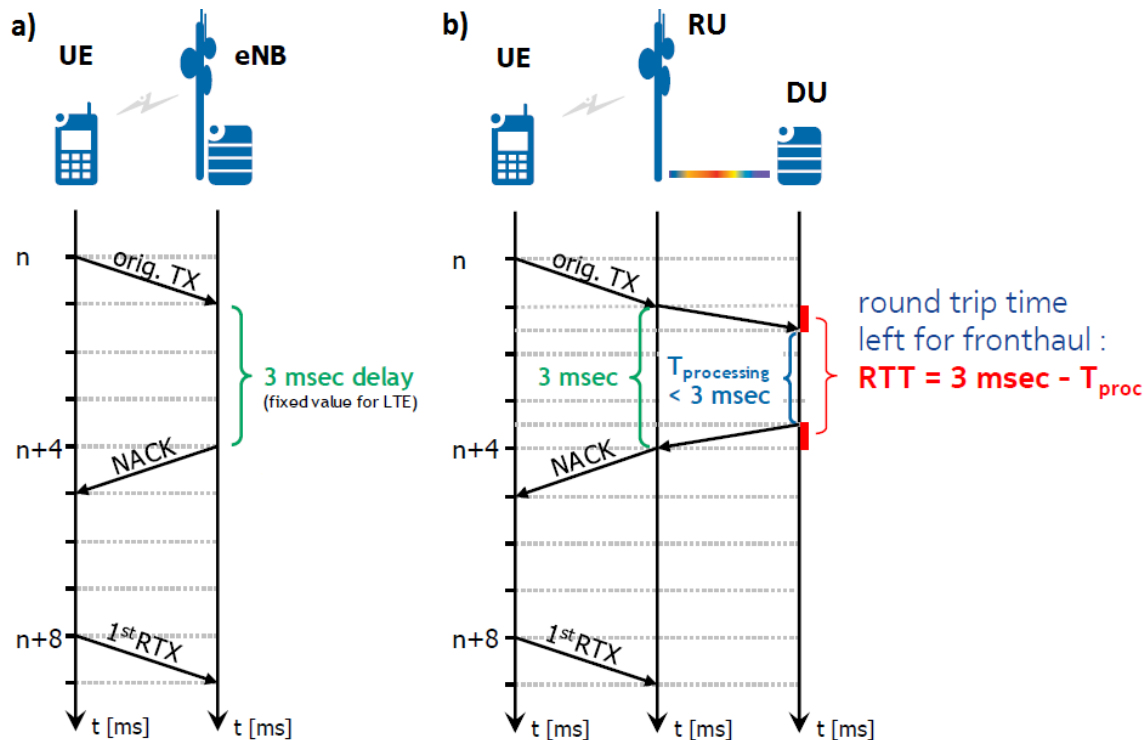 a)
UE
eNB
n
orig. TX
3 msec delay
(fixed value for LTE)
n+4
NACK
n+8
1st RTX
t [ms]
t [ms]
b)
UE
RU
DU
n
orig. TX
3 msec
Tprocessing
< 3 msec
round trip time
left for fronthaul :
RTT = 3 msec - Tproc
n+4
NACK
n+8
1st RTX
t [ms]
t [ms]
t [ms]